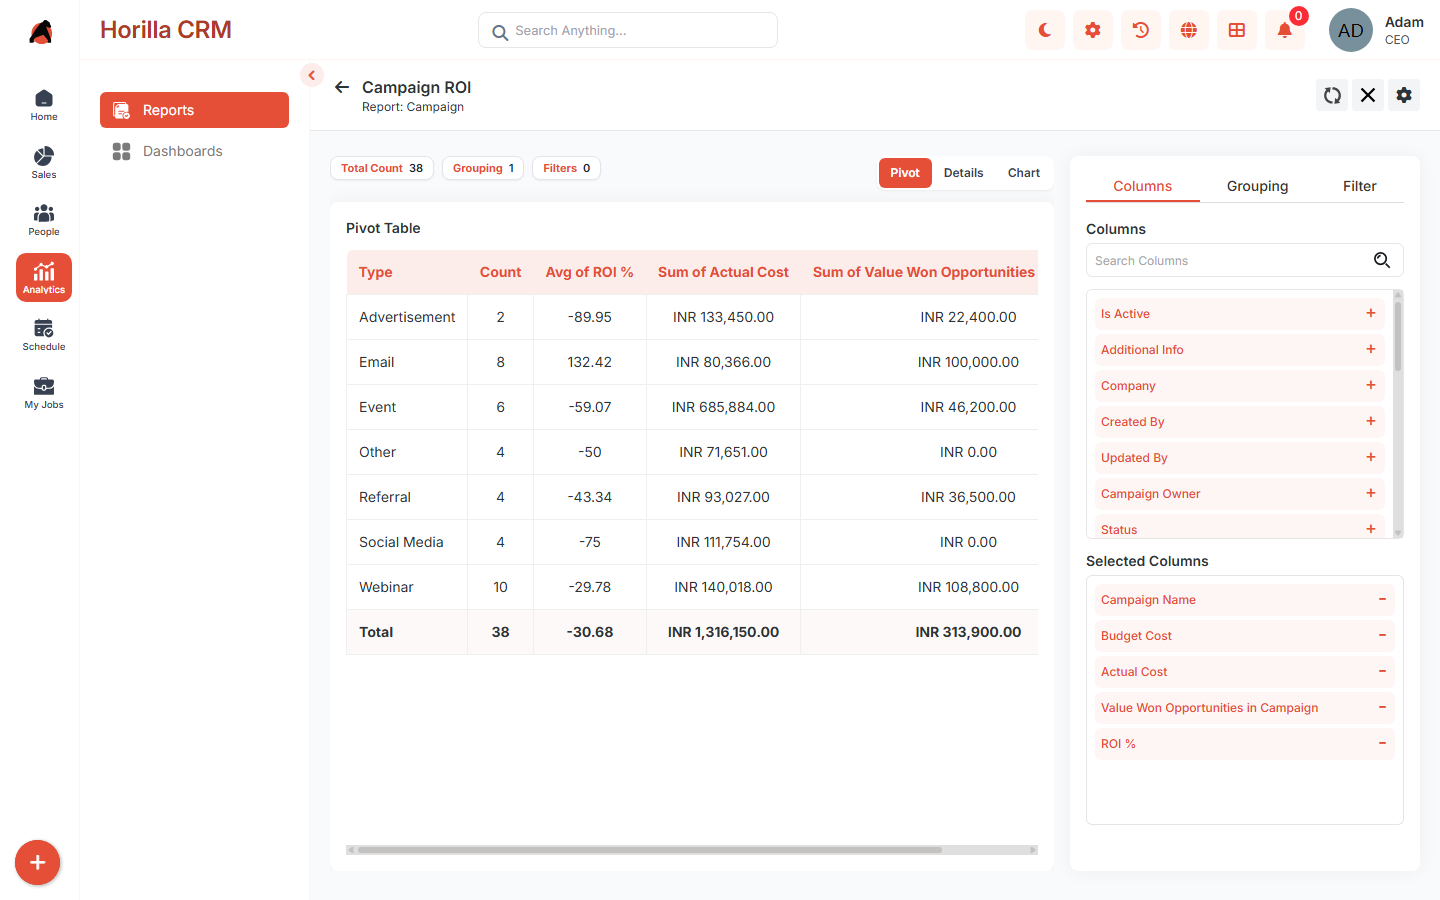 Horilla CRM
Search Anything...
0
AD
Adam
CEO
Home
Sales
People
Analytics
Schedule
My Jobs
Reports
Dashboards
Campaign ROI
Report: Campaign
Total Count 38
Grouping 1
Filters 0
Pivot
Details
Chart
Pivot Table
Type Count Avg of ROI % Sum of Actual Cost Sum of Value Won Opportunities
Advertisement 2 -89.95 INR 133,450.00 INR 22,400.00
Email 8 132.42 INR 80,366.00 INR 100,000.00
Event 6 -59.07 INR 685,884.00 INR 46,200.00
Other 4 -50 INR 71,651.00 INR 0.00
Referral 4 -43.34 INR 93,027.00 INR 36,500.00
Social Media 4 -75 INR 111,754.00 INR 0.00
Webinar 10 -29.78 INR 140,018.00 INR 108,800.00
Total 38 -30.68 INR 1,316,150.00 INR 313,900.00
Columns
Grouping
Filter
Columns
Search Columns
Is Active +
Additional Info +
Company +
Created By +
Updated By +
Campaign Owner +
Status +
Selected Columns
Campaign Name -
Budget Cost -
Actual Cost -
Value Won Opportunities in Campaign -
ROI % -